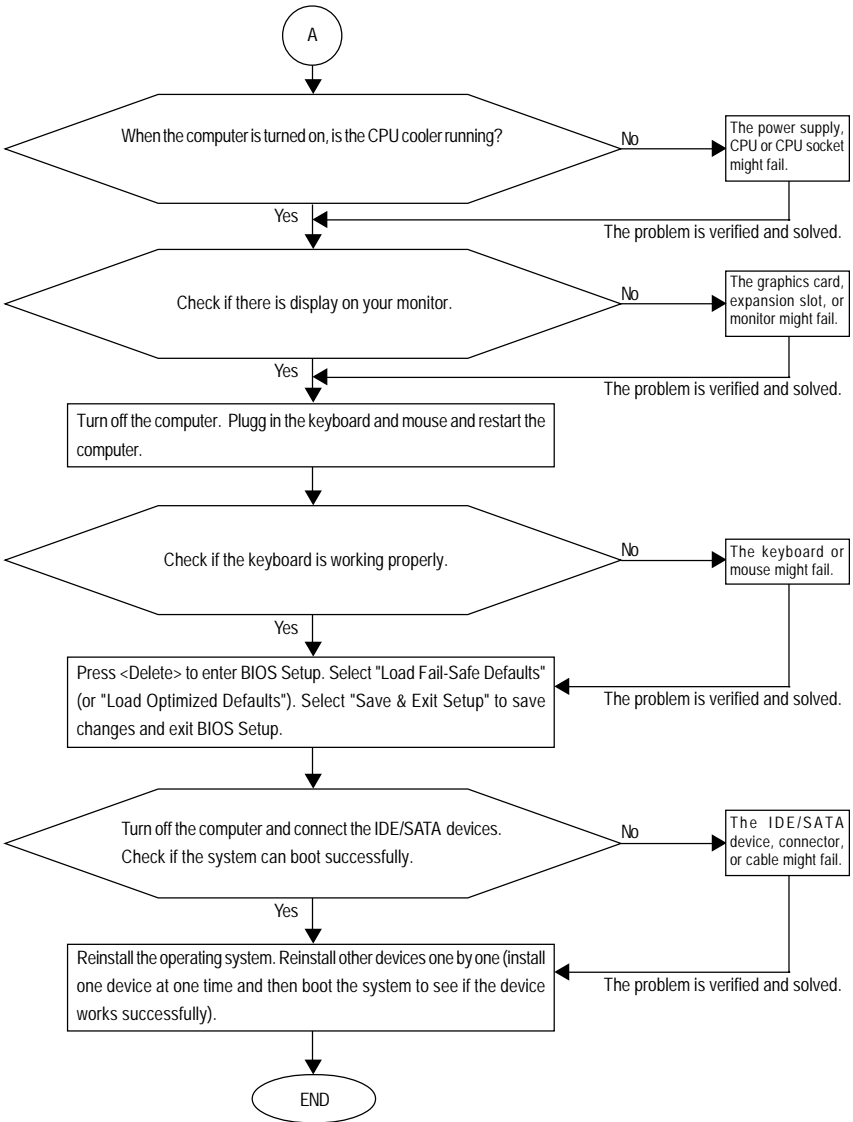 A
When the computer is turned on, is the CPU cooler running?
No
The power supply,
CPU or CPU socket
might fail.
Yes
The problem is verified and solved.
Check if there is display on your monitor.
No
The graphics card,
expansion slot, or
monitor might fail.
Yes
The problem is verified and solved.
Turn off the computer. Plugg in the keyboard and mouse and restart the
computer.
Check if the keyboard is working properly.
No
The keyboard or
mouse might fail.
Yes
Press <Delete> to enter BIOS Setup. Select "Load Fail-Safe Defaults"
(or "Load Optimized Defaults"). Select "Save & Exit Setup" to save
changes and exit BIOS Setup.
The problem is verified and solved.
Turn off the computer and connect the IDE/SATA devices.
Check if the system can boot successfully.
No
The IDE/SATA
device, connector,
or cable might fail.
Yes
Reinstall the operating system. Reinstall other devices one by one (install
one device at one time and then boot the system to see if the device
works successfully).
The problem is verified and solved.
END